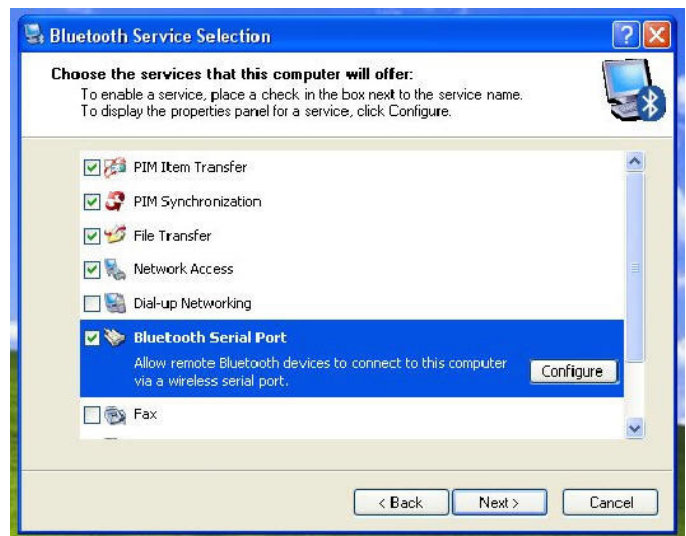 Bluetooth Service Selection
Choose the services that this computer will offer:
To enable a service, place a check in the box next to the service name.
To display the properties panel for a service, click Configure.
PIM Item Transfer
PIM Synchronization
File Transfer
Network Access
Dial-up Networking
Bluetooth Serial Port
Allow remote Bluetooth devices to connect to this computer
via a wireless serial port.
Configure
Fax
< Back
Next >
Cancel